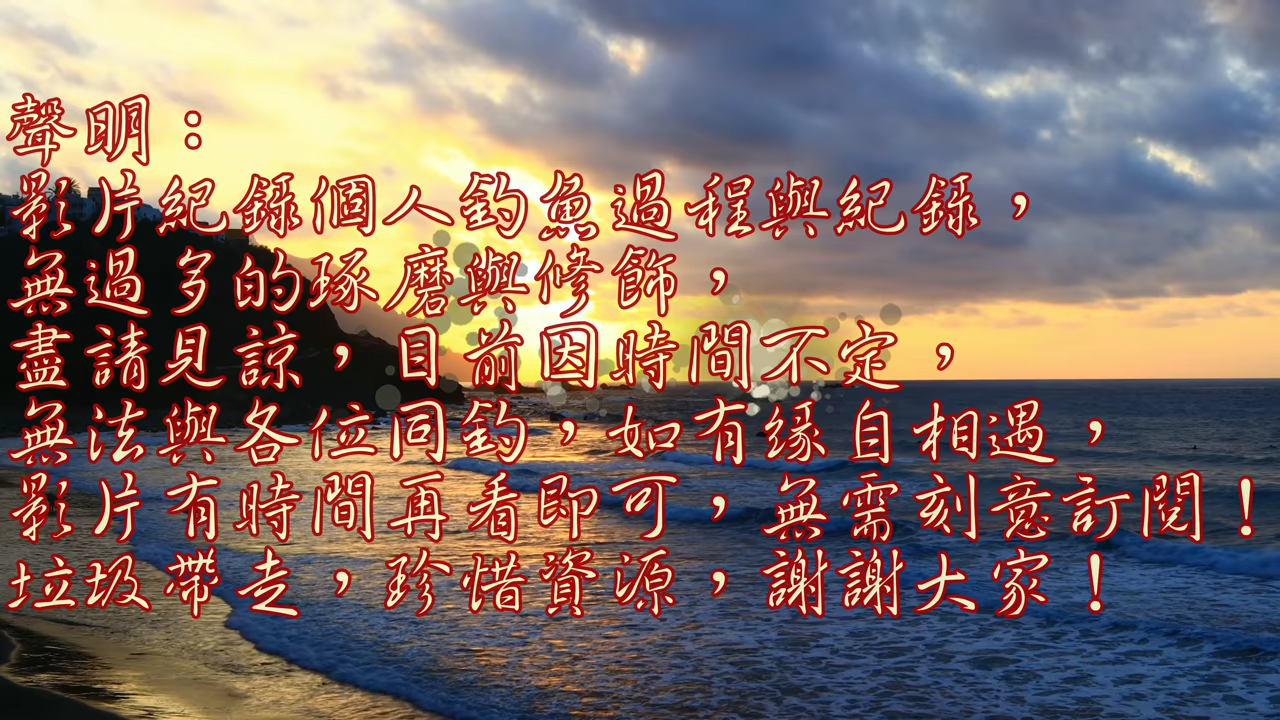 聲明：
影片紀錄個人釣魚過程與紀錄，
無過多的琢磨與修飾，
盡請見諒，目前因時間不定，
無法與各位同釣，如有緣自相遇，
影片有時間再看即可，無需刻意訂閱！
垃圾帶走，珍惜資源，謝謝大家！